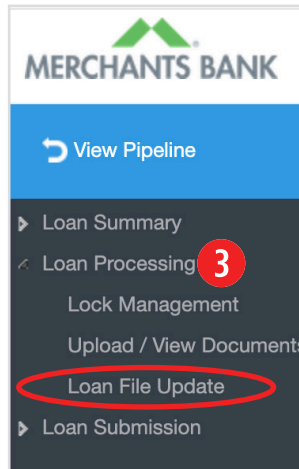 MERCHANTS BANK
View Pipeline
Loan Summary
Loan Processing 3
Lock Management
Upload / View Documents
Loan File Update
Loan Submission